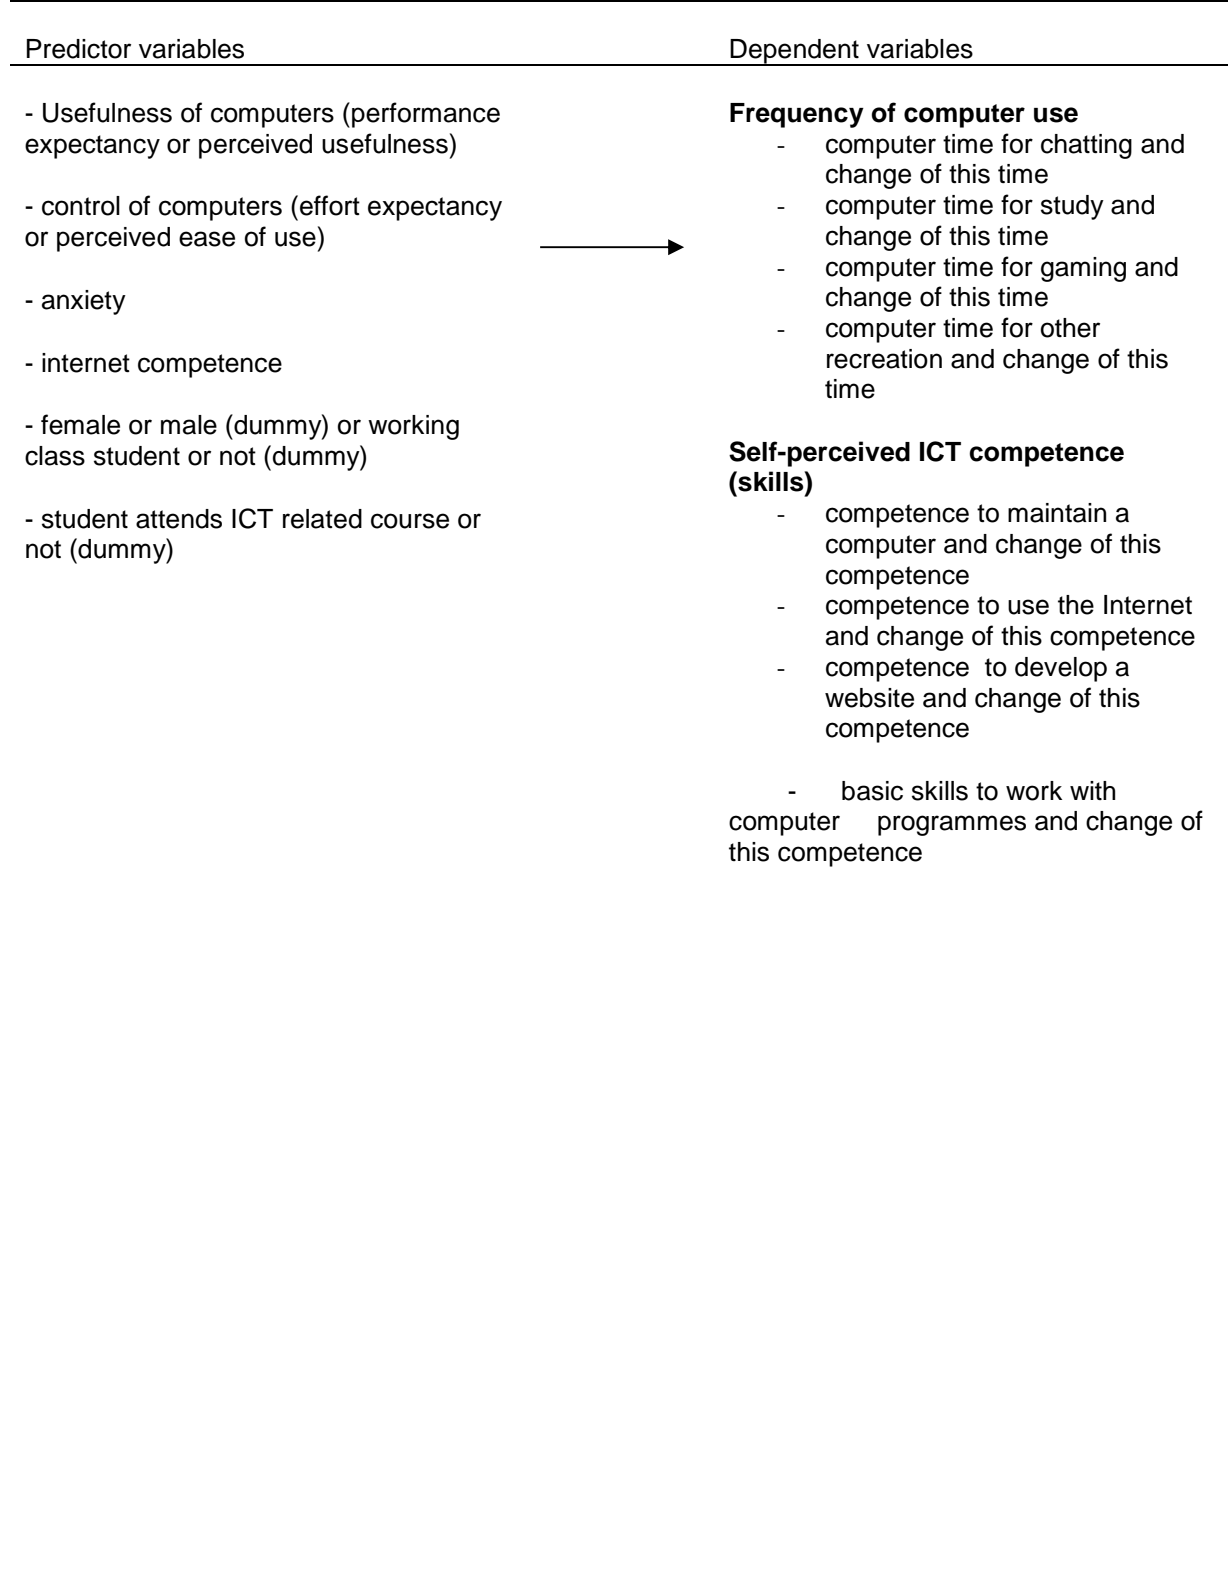 Predictor variables
Dependent variables
- Usefulness of computers (performance
expectancy or perceived usefulness)
- control of computers (effort expectancy
or perceived ease of use)
- anxiety
- internet competence
- female or male (dummy) or working
class student or not (dummy)
- student attends ICT related course or
not (dummy)
Frequency of computer use
- computer time for chatting and
change of this time
- computer time for study and
change of this time
- computer time for gaming and
change of this time
- computer time for other
recreation and change of this
time
Self-perceived ICT competence
(skills)
- competence to maintain a
computer and change of this
competence
- competence to use the Internet
and change of this competence
- competence to develop a
website and change of this
competence
- basic skills to work with
computer programmes and change of
this competence